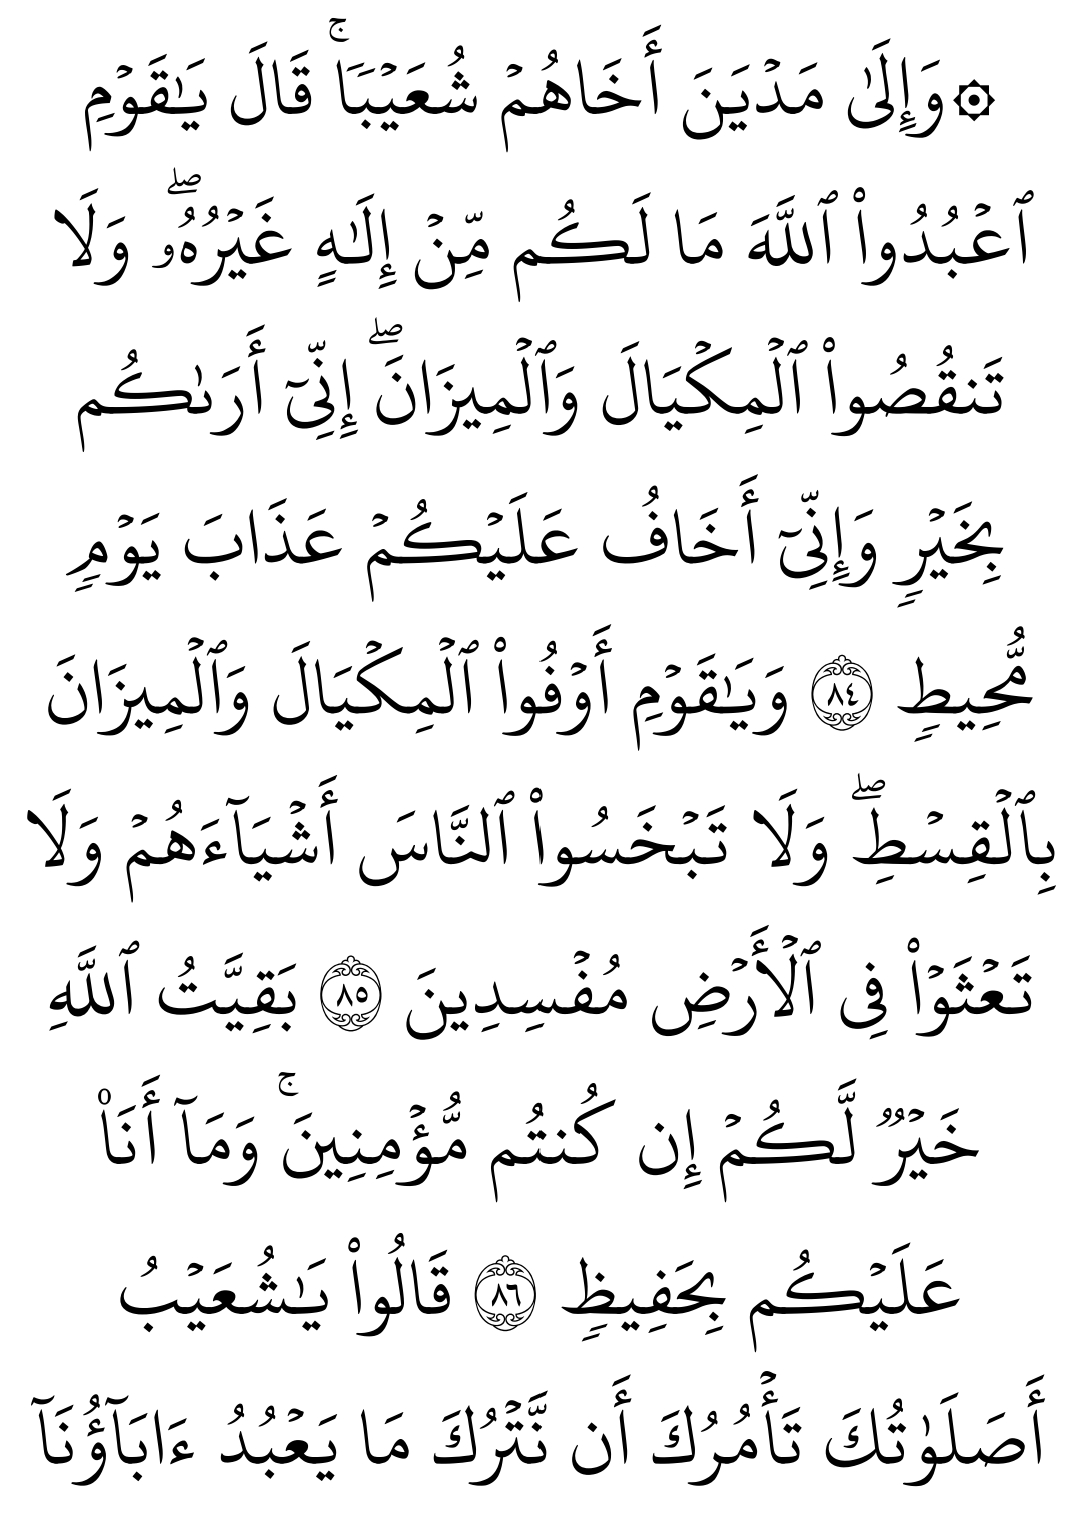 ۞ وَإِلَىٰ مَدۡيَنَ أَخَاهُمۡ شُعَيۡبٗاۚ قَالَ يَٰقَوۡمِ
ٱعۡبُدُواْ ٱللَّهَ مَا لَكُم مِّنۡ إِلَٰهٍ غَيۡرُهُۥۖ وَلَا
تَنقُصُواْ ٱلۡمِكۡيَالَ وَٱلۡمِيزَانَۖ إِنِّيٓ أَرَىٰكُم
بِخَيۡرٖ وَإِنِّيٓ أَخَافُ عَلَيۡكُمۡ عَذَابَ يَوۡمٖ
مُّحِيطٖ ٨٤ وَيَٰقَوۡمِ أَوۡفُواْ ٱلۡمِكۡيَالَ وَٱلۡمِيزَانَ
بِٱلۡقِسۡطِۖ وَلَا تَبۡخَسُواْ ٱلنَّاسَ أَشۡيَآءَهُمۡ وَلَا
تَعۡثَوۡاْ فِي ٱلۡأَرۡضِ مُفۡسِدِينَ ٨٥ بَقِيَّتُ ٱللَّهِ
خَيۡرٞ لَّكُمۡ إِن كُنتُم مُّؤۡمِنِينَۚ وَمَآ أَنَا۠
عَلَيۡكُم بِحَفِيظٖ ٨٦ قَالُواْ يَٰشُعَيۡبُ
أَصَلَوٰتُكَ تَأۡمُرُكَ أَن نَّتۡرُكَ مَا يَعۡبُدُ ءَابَآؤُنَآ